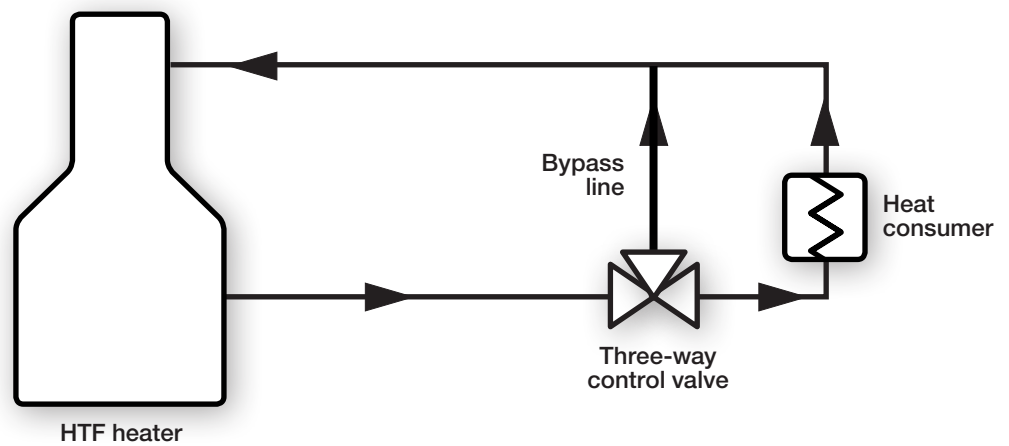 Bypass
line
Heat
consumer
Three-way
control valve
HTF heater